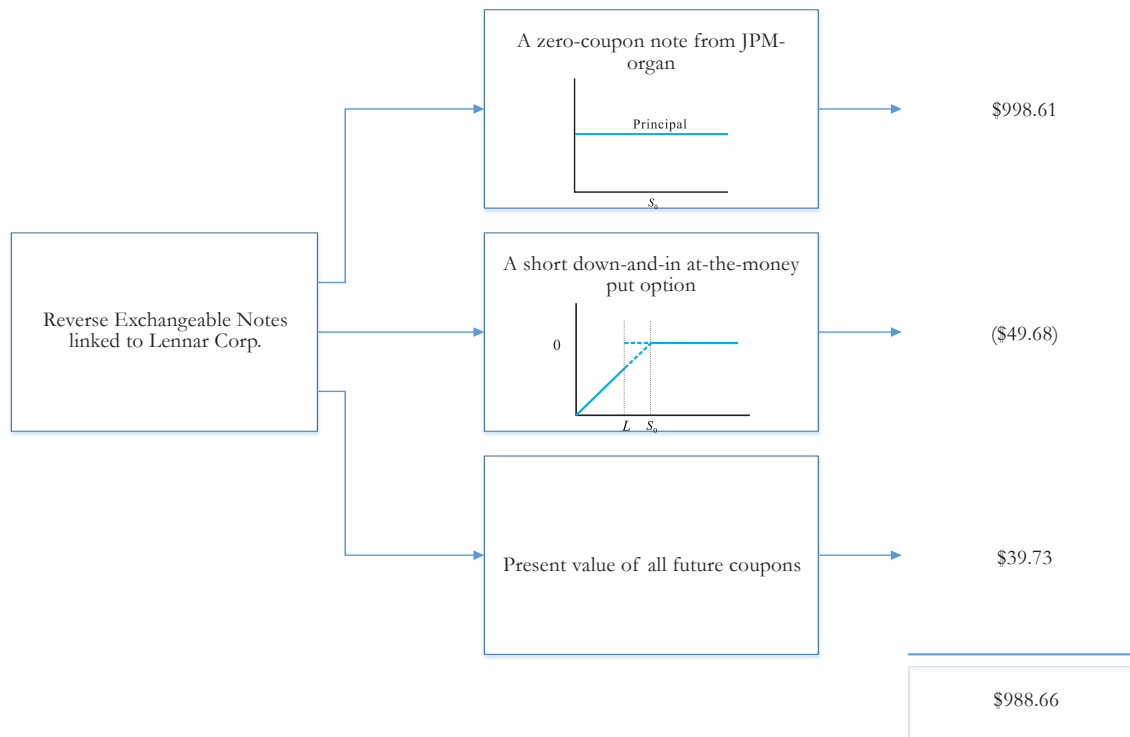 A zero-coupon note from JPM-
organ
Principal
S₀
$998.61
Reverse Exchangeable Notes
linked to Lennar Corp.
A short down-and-in at-the-money
put option
0
L S₀
($49.68)
Present value of all future coupons
$39.73
$988.66